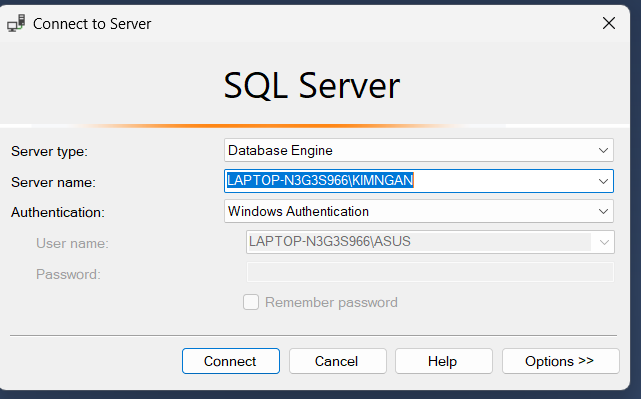 Connect to Server
SQL Server
Server type: Database Engine
Server name: LAPTOP-N3G3S966\KIMNGAN
Authentication: Windows Authentication
User name: LAPTOP-N3G3S966\ASUS
Password:
Remember password
Connect Cancel Help Options >>